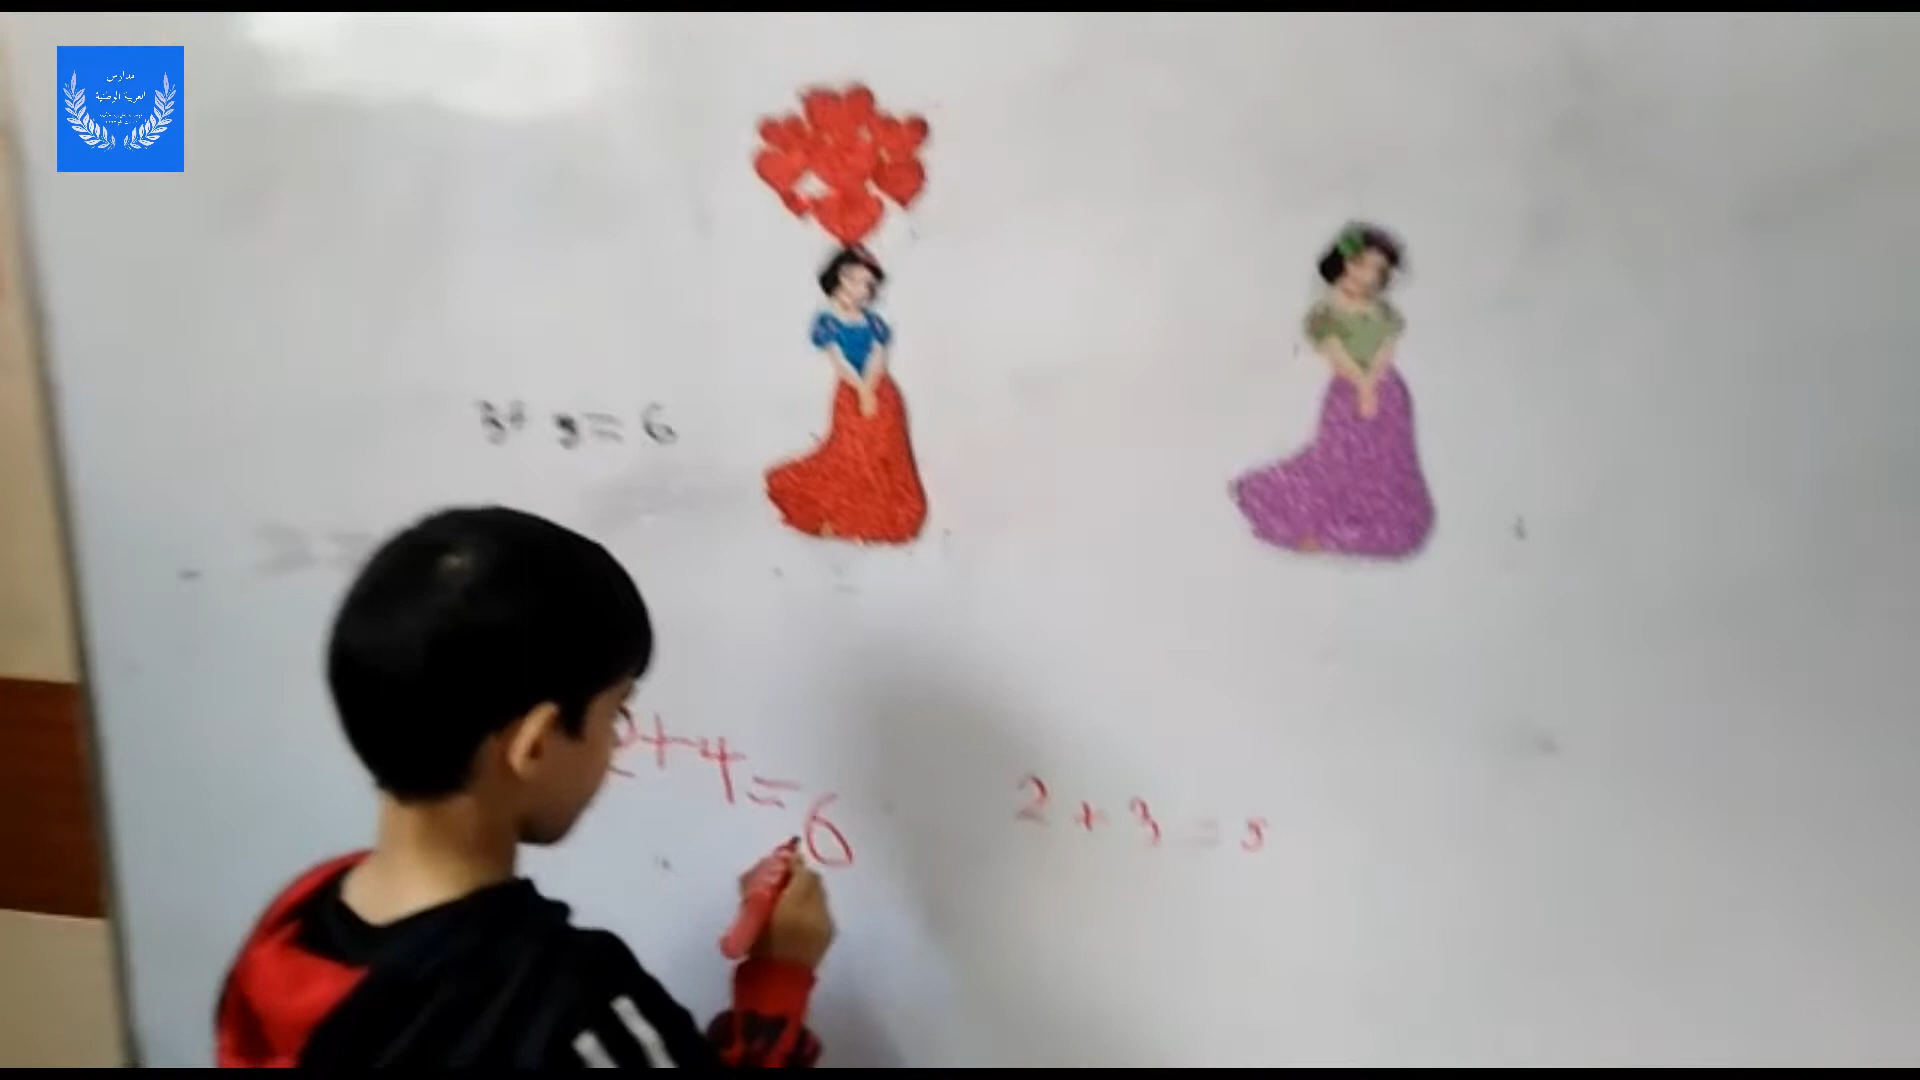 مدارس
العربية الوطنية
3+ 3= 6
2+4=6
2 + 3 = 5